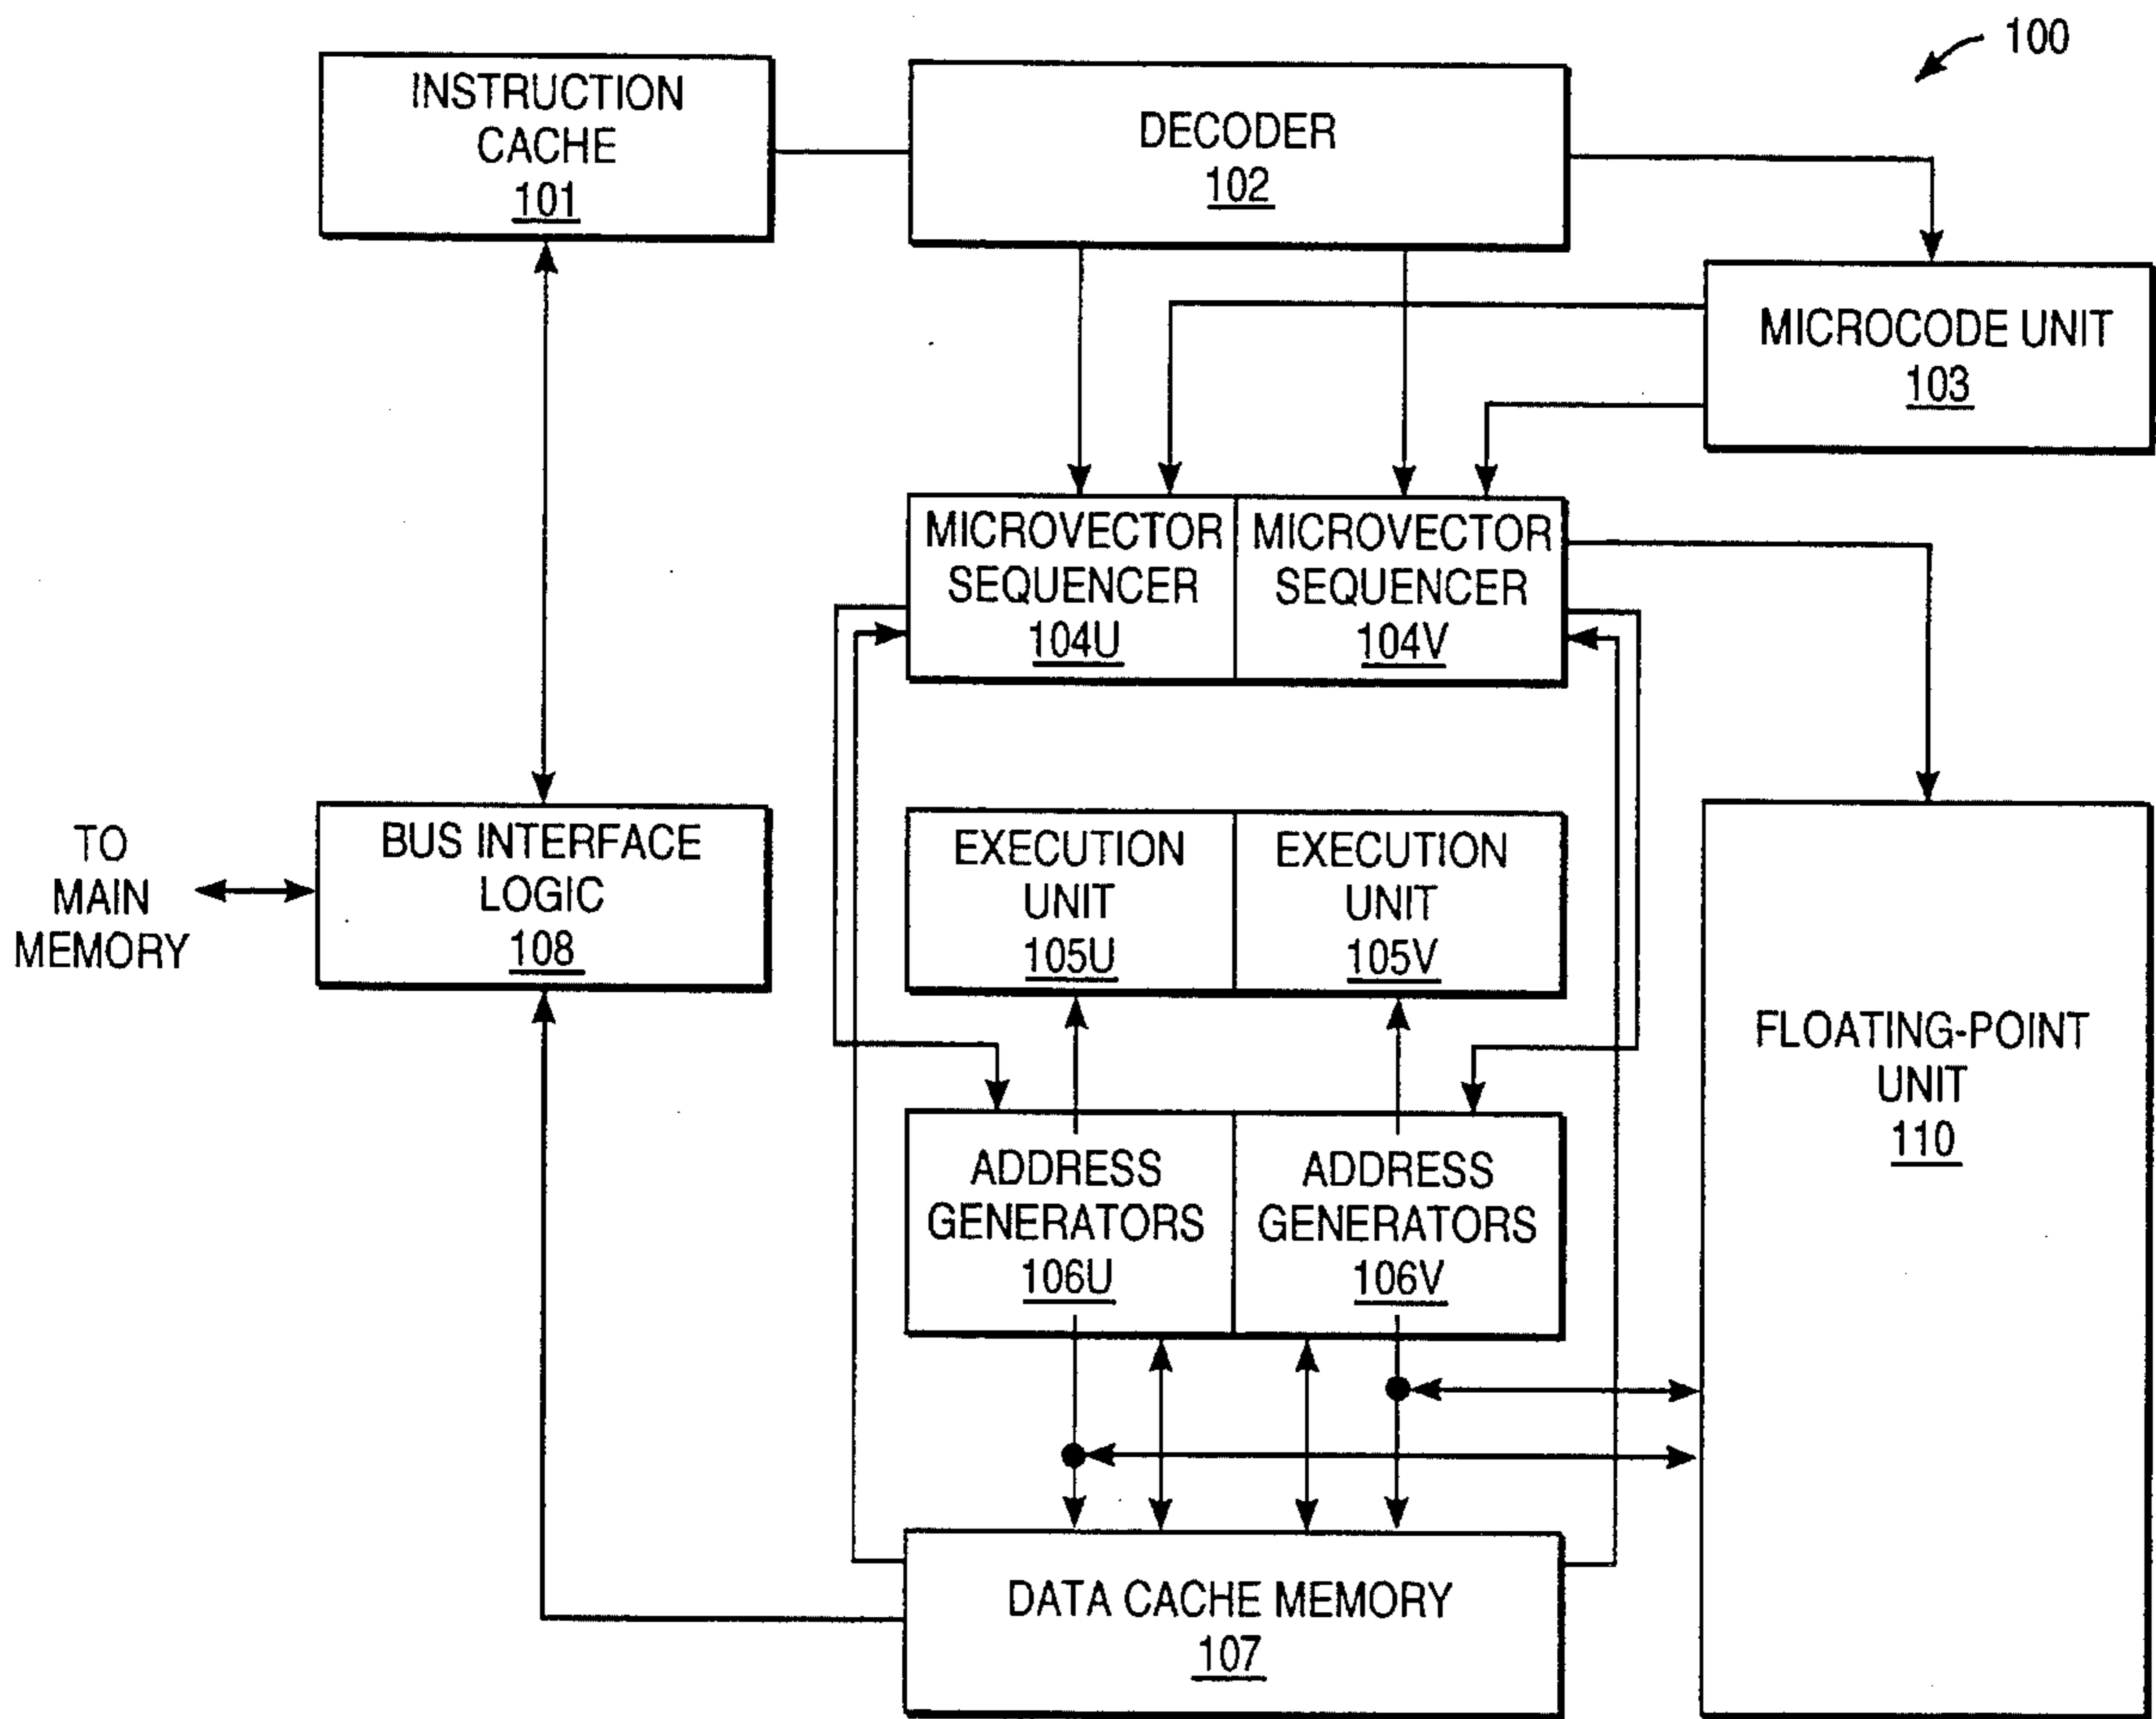 100
INSTRUCTION
CACHE
101
DECODER
102
MICROCODE UNIT
103
MICROVECTOR
SEQUENCER
104U
MICROVECTOR
SEQUENCER
104V
TO
MAIN
MEMORY
BUS INTERFACE
LOGIC
108
EXECUTION
UNIT
105U
EXECUTION
UNIT
105V
FLOATING-POINT
UNIT
110
ADDRESS
GENERATORS
106U
ADDRESS
GENERATORS
106V
DATA CACHE MEMORY
107